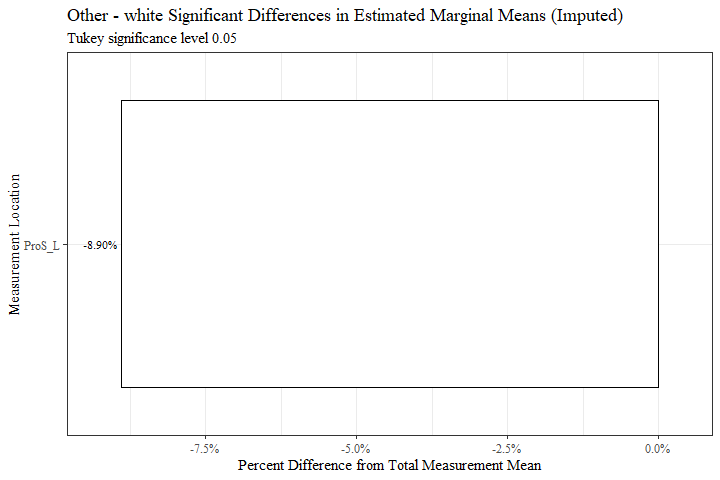 Other - white Significant Differences in Estimated Marginal Means (Imputed)
Tukey significance level 0.05
Measurement Location
ProS_L
-8.90%
-7.5%
-5.0%
-2.5%
0.0%
Percent Difference from Total Measurement Mean